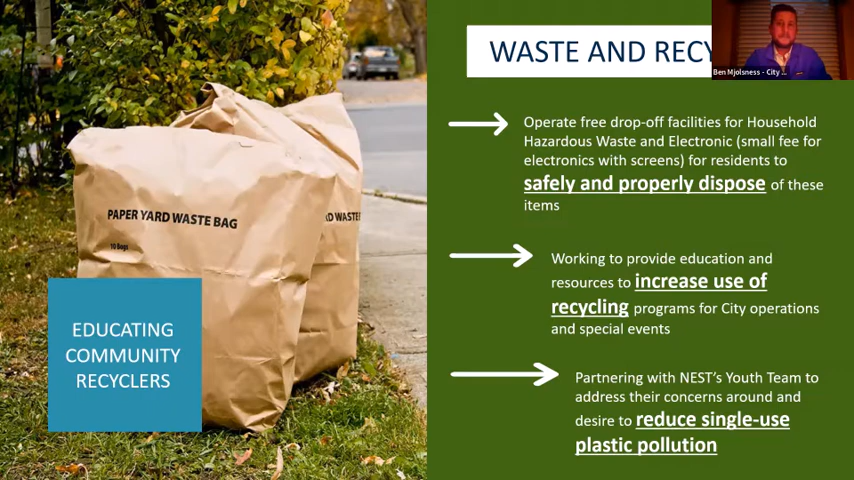 WASTE AND RECY
Ben Mjolsness - City ...
Operate free drop-off facilities for Household
Hazardous Waste and Electronic (small fee for
electronics with screens) for residents to
safely and properly dispose of these
items
PAPER YARD WASTE BAG
10 Bags
RD WASTE
Working to provide education and
resources to increase use of
recycling programs for City operations
and special events
EDUCATING
COMMUNITY
RECYCLERS
Partnering with NEST's Youth Team to
address their concerns around and
desire to reduce single-use
plastic pollution